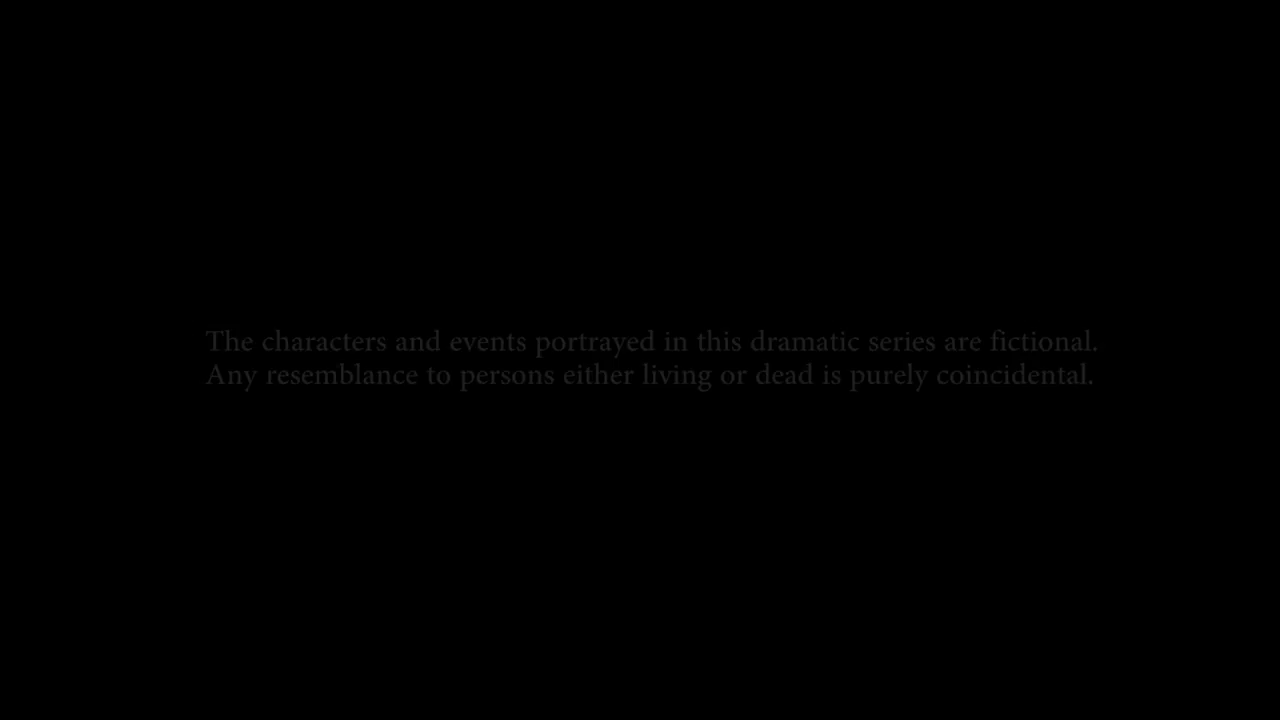 The characters and events portrayed in this dramatic series are fictional.
Any resemblance to persons either living or dead is purely coincidental.